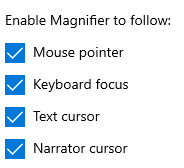 Enable Magnifier to follow:
Mouse pointer
Keyboard focus
Text cursor
Narrator cursor